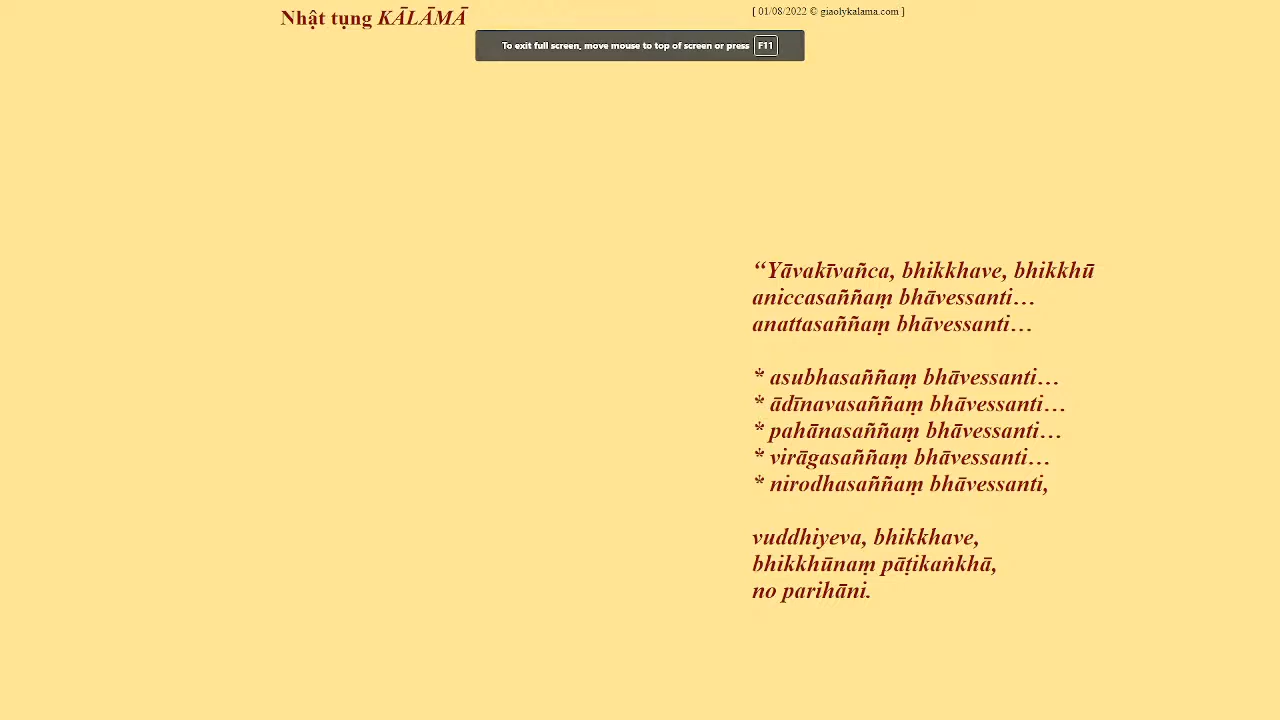 Nhật tụng KĀLĀMĀ
[ 01/08/2022 © giaolykalama.com ]
To exit full screen, move mouse to top of screen or press F11
“Yāvakīvañca, bhikkhave, bhikkhū
aniccasaññaṃ bhāvessanti…
anattasaññaṃ bhāvessanti…
* asubhasaññaṃ bhāvessanti…
* ādīnavasaññaṃ bhāvessanti…
* pahānasaññaṃ bhāvessanti…
* virāgasaññaṃ bhāvessanti…
* nirodhasaññaṃ bhāvessanti,
vuddhiyeva, bhikkhave,
bhikkhūnaṃ pāṭikaṅkhā,
no parihāni.